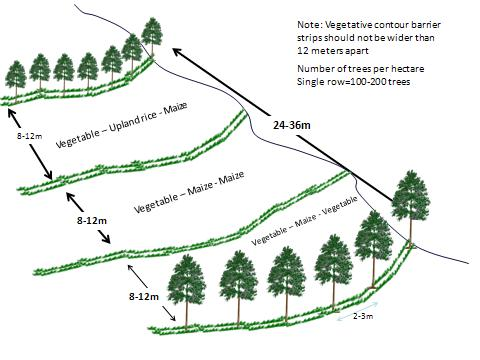 Note: Vegetative contour barrier
strips should not be wider than
12 meters apart
Number of trees per hectare
Single row=100-200 trees
24-36m
8-12m
Vegetable – Upland rice - Maize
Vegetable – Maize - Maize
8-12m
Vegetable – Maize - Vegetable
8-12m
2-3m